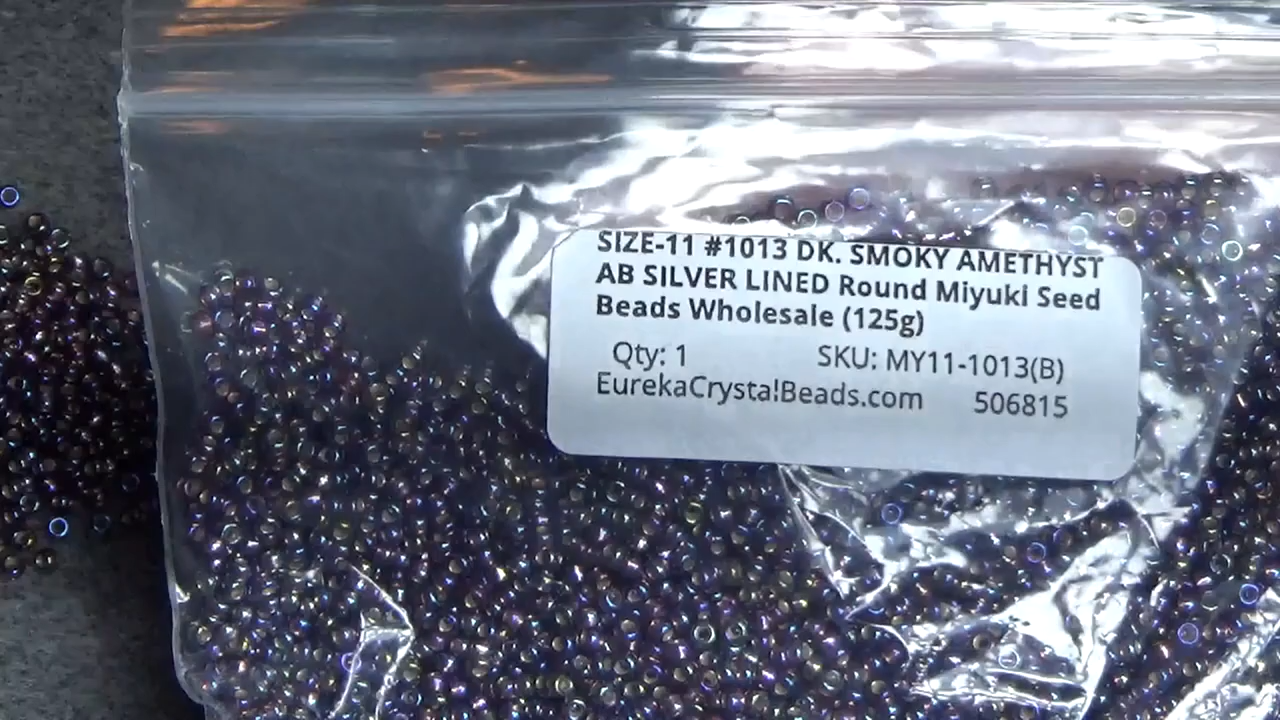 SIZE-11 #1013 DK. SMOKY AMETHYST
AB SILVER LINED Round Miyuki Seed
Beads Wholesale (125g)
Qty: 1 SKU: MY11-1013(B)
EurekaCrystalBeads.com 506815